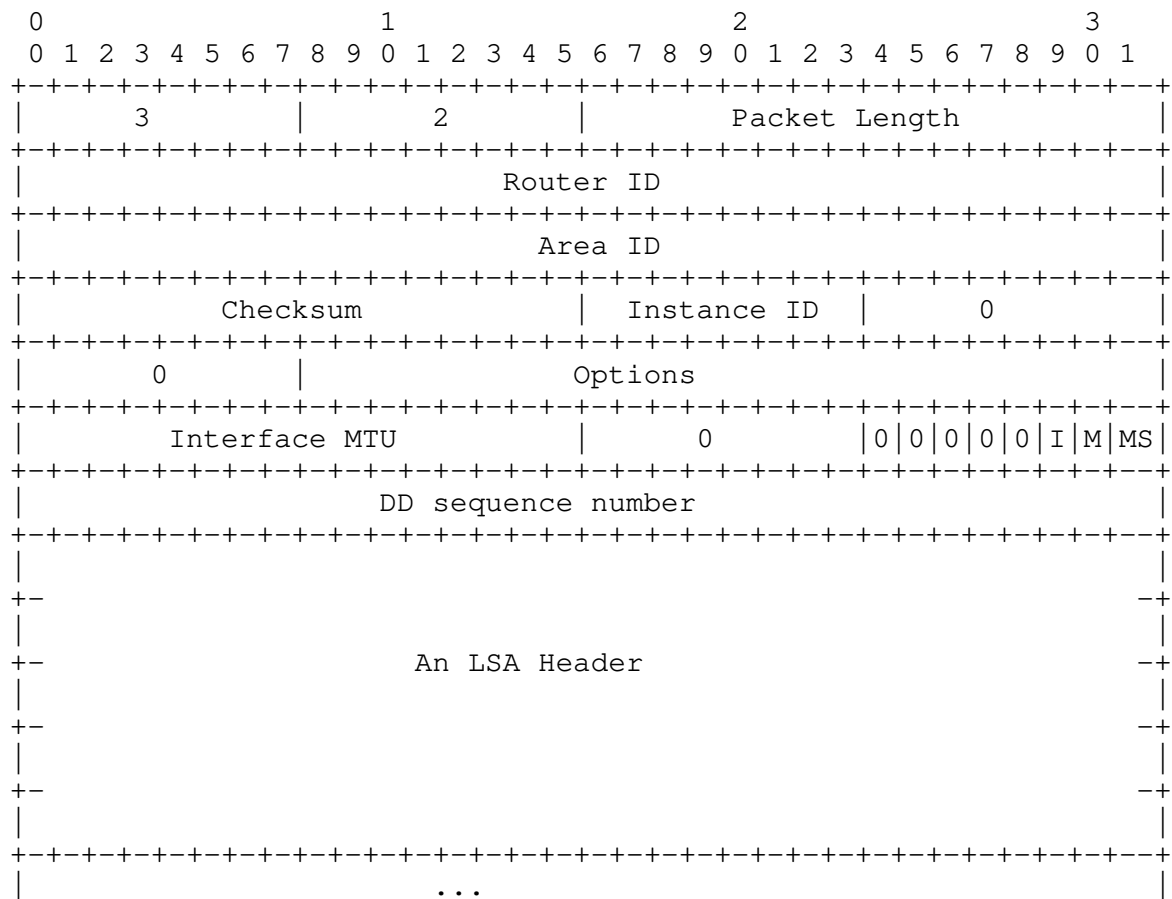 0                   1                   2                   3
0 1 2 3 4 5 6 7 8 9 0 1 2 3 4 5 6 7 8 9 0 1 2 3 4 5 6 7 8 9 0 1
+-+-+-+-+-+-+-+-+-+-+-+-+-+-+-+-+-+-+-+-+-+-+-+-+-+-+-+-+-+-+-+--+
|      3        |       2       |        Packet Length           |
+-+-+-+-+-+-+-+-+-+-+-+-+-+-+-+-+-+-+-+-+-+-+-+-+-+-+-+-+-+-+-+--+
|                           Router ID                            |
+-+-+-+-+-+-+-+-+-+-+-+-+-+-+-+-+-+-+-+-+-+-+-+-+-+-+-+-+-+-+-+--+
|                             Area ID                            |
+-+-+-+-+-+-+-+-+-+-+-+-+-+-+-+-+-+-+-+-+-+-+-+-+-+-+-+-+-+-+-+--+
|           Checksum            |  Instance ID  |      0         |
+-+-+-+-+-+-+-+-+-+-+-+-+-+-+-+-+-+-+-+-+-+-+-+-+-+-+-+-+-+-+-+--+
|       0       |               Options                          |
+-+-+-+-+-+-+-+-+-+-+-+-+-+-+-+-+-+-+-+-+-+-+-+-+-+-+-+-+-+-+-+--+
|        Interface MTU          |      0        |0|0|0|0|0|I|M|MS|
+-+-+-+-+-+-+-+-+-+-+-+-+-+-+-+-+-+-+-+-+-+-+-+-+-+-+-+-+-+-+-+--+
|                    DD sequence number                          |
+-+-+-+-+-+-+-+-+-+-+-+-+-+-+-+-+-+-+-+-+-+-+-+-+-+-+-+-+-+-+-+--+
|                                                                |
+-                                                              -+
|                                                                |
+-                     An LSA Header                            -+
|                                                                |
+-                                                              -+
|                                                                |
+-                                                              -+
|                                                                |
+-+-+-+-+-+-+-+-+-+-+-+-+-+-+-+-+-+-+-+-+-+-+-+-+-+-+-+-+-+-+-+--+
|                       ...                                      |